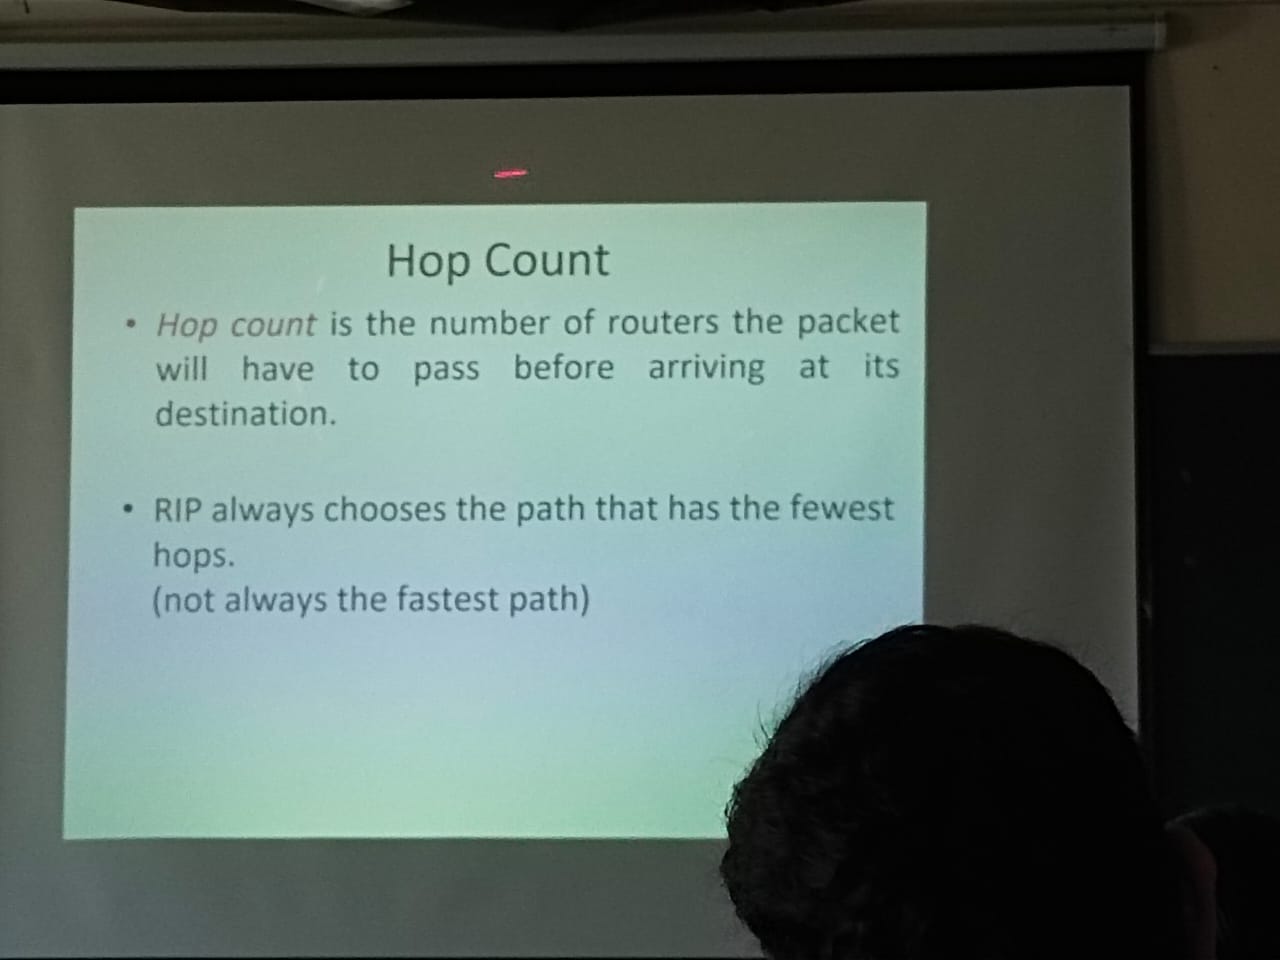 Hop Count
• Hop count is the number of routers the packet
will have to pass before arriving at its
destination.
• RIP always chooses the path that has the fewest
hops.
(not always the fastest path)